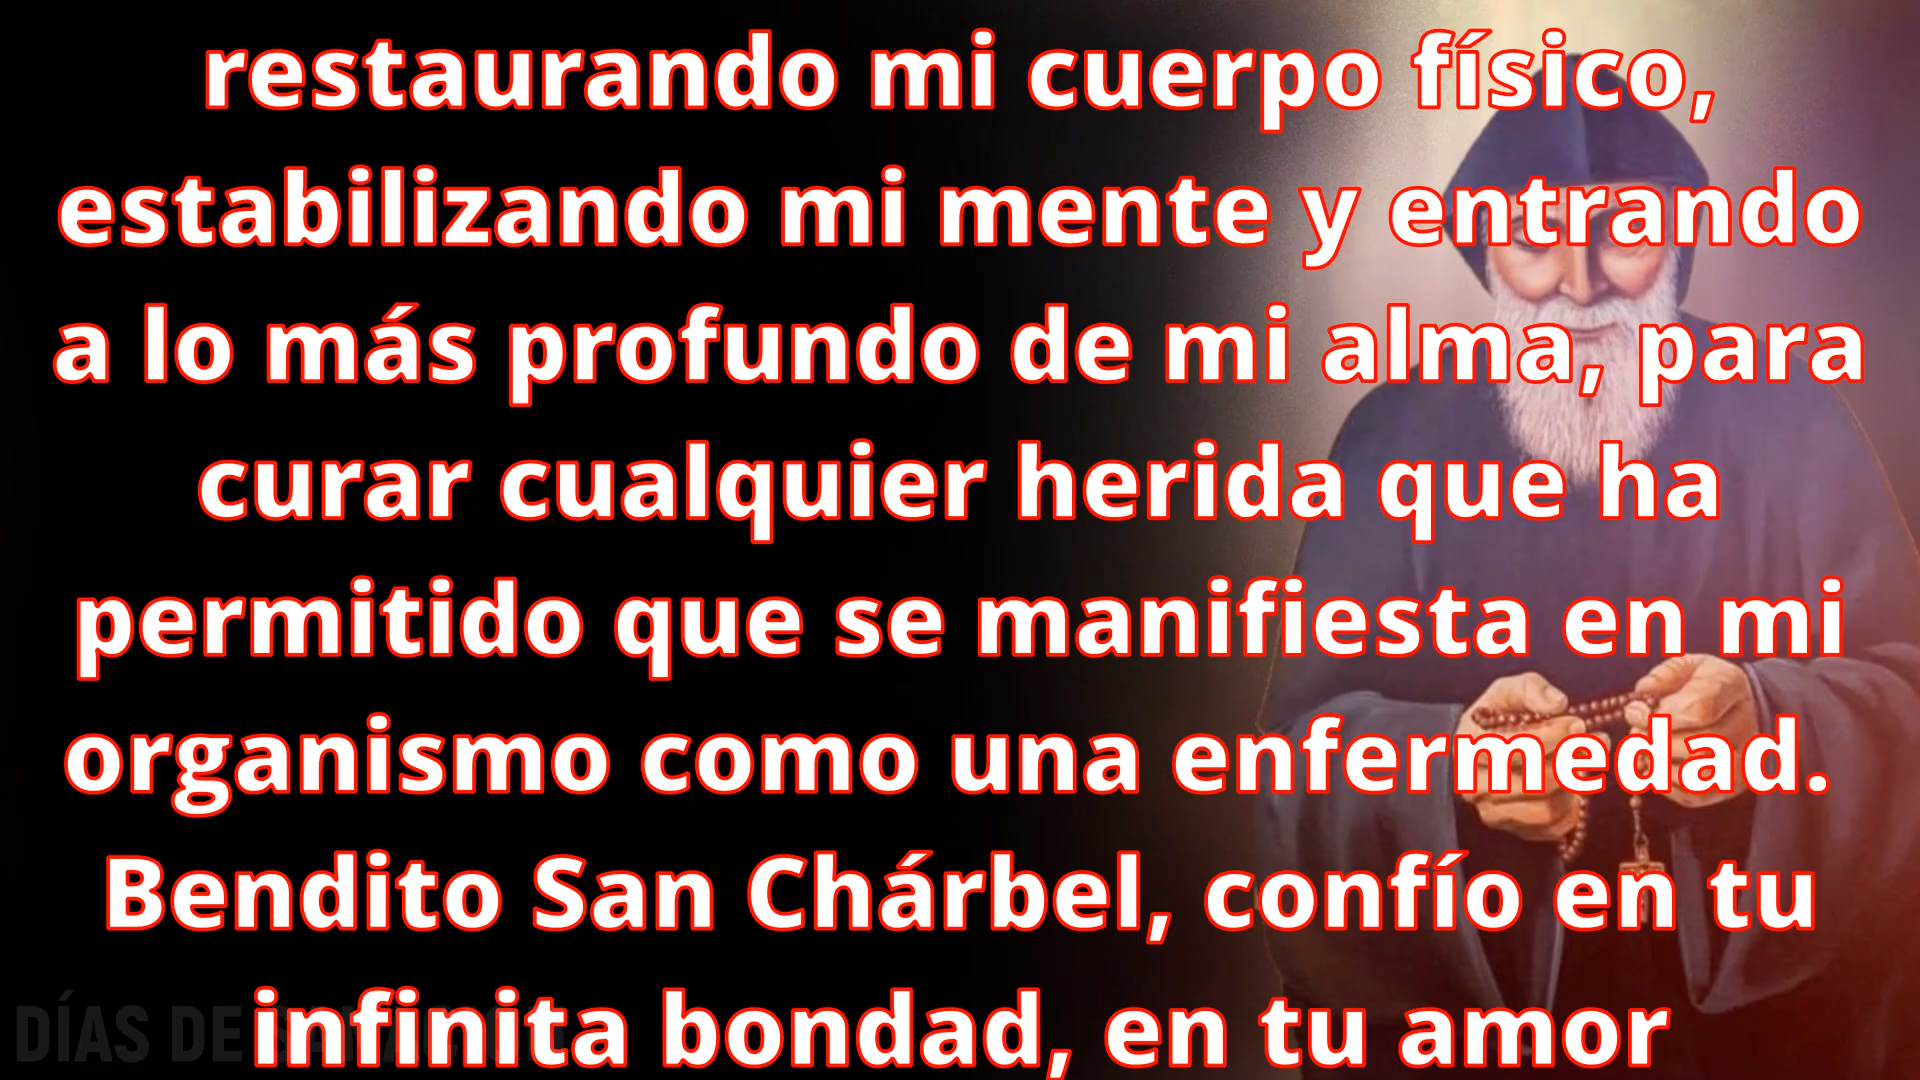 restaurando mi cuerpo físico,
estabilizando mi mente y entrando
a lo más profundo de mi alma, para
curar cualquier herida que ha
permitido que se manifiesta en mi
organismo como una enfermedad.
Bendito San Chárbel, confío en tu
infinita bondad, en tu amor
DÍAS DE